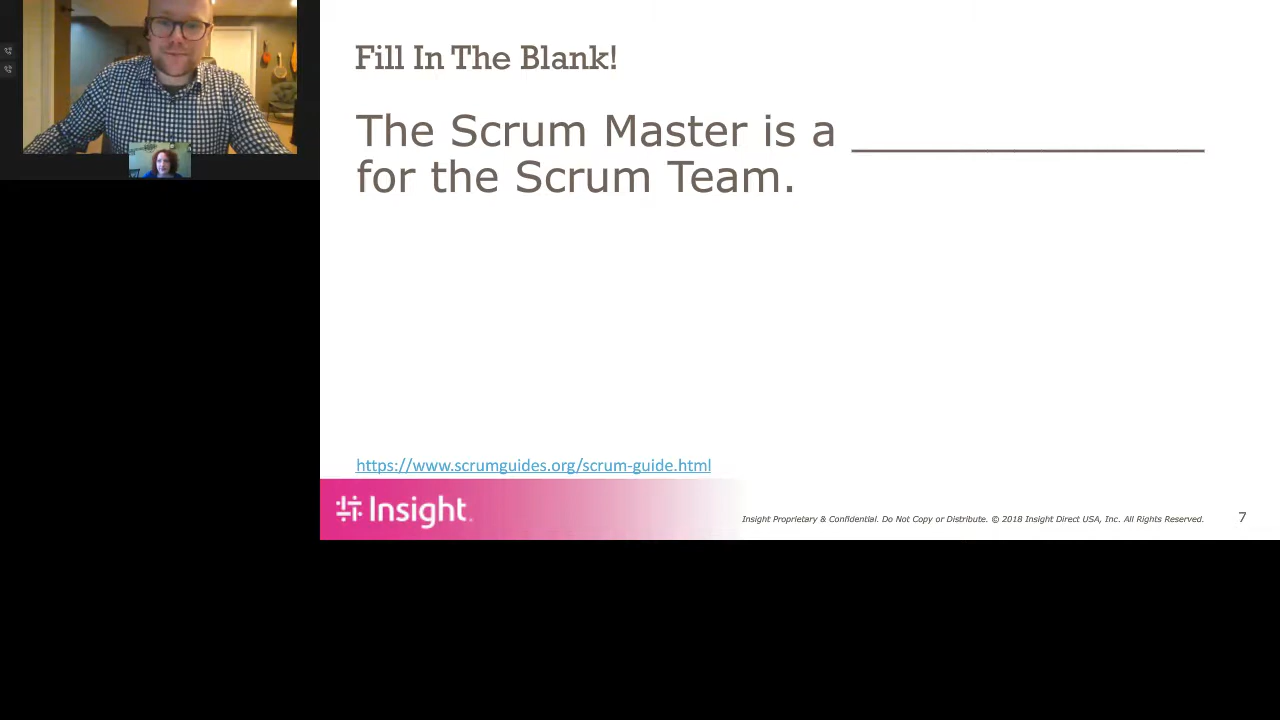 Fill In The Blank!
The Scrum Master is a ________________
for the Scrum Team.
https://www.scrumguides.org/scrum-guide.html
Insight.
Insight Proprietary & Confidential. Do Not Copy or Distribute. © 2018 Insight Direct USA, Inc. All Rights Reserved.
7